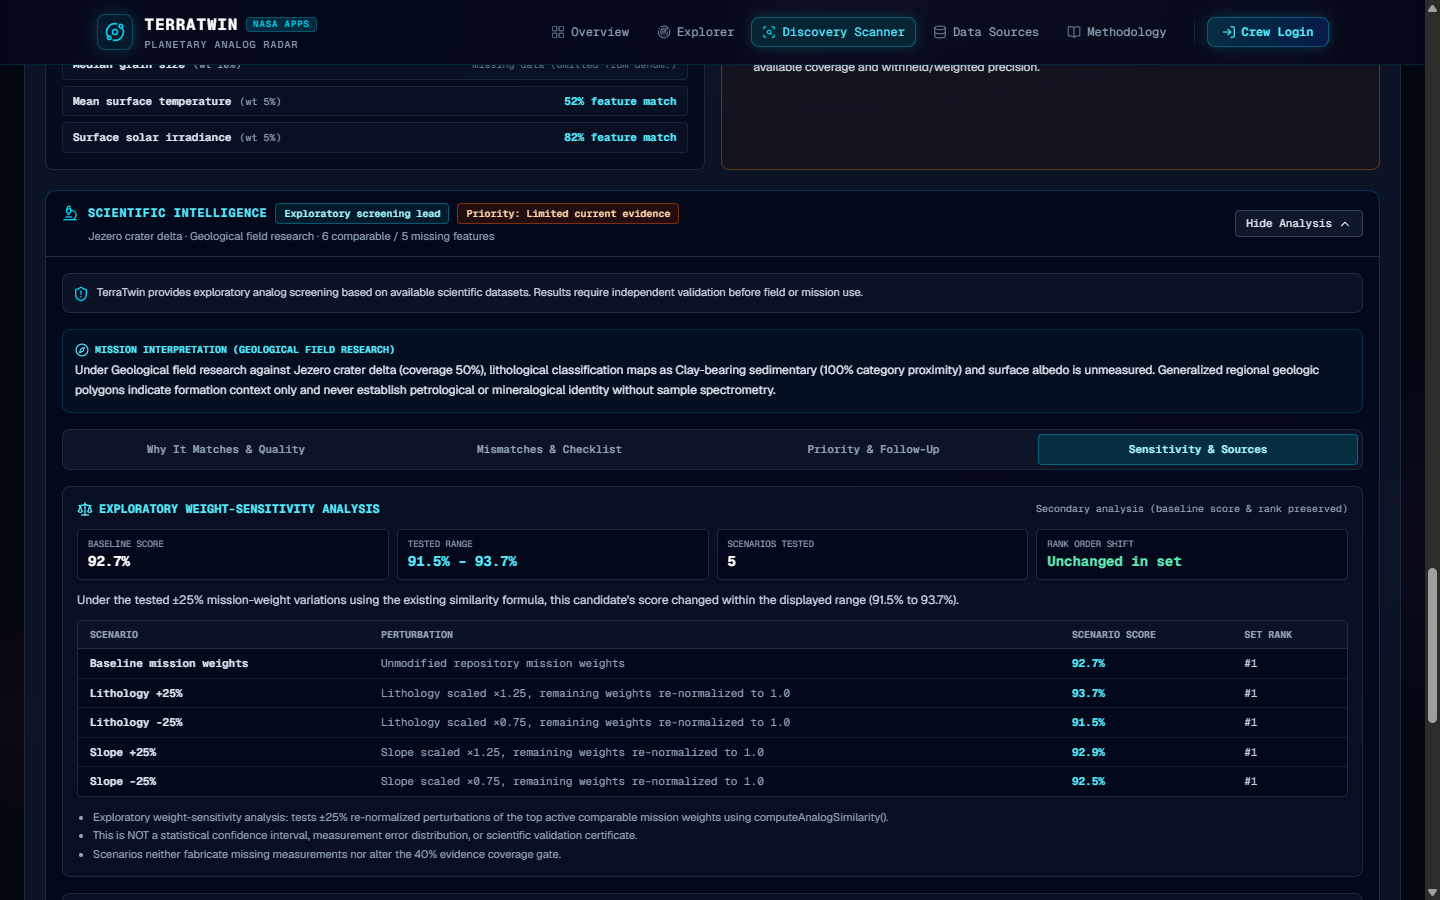 TERRATWIN NASA APPS
PLANETARY ANALOG RADAR
Overview
Explorer
Discovery Scanner
Data Sources
Methodology
Crew Login
Median grain size (wt 10%) missing data (omitted from denom.)
Mean surface temperature (wt 5%) 52% feature match
Surface solar irradiance (wt 5%) 82% feature match
available coverage and withheld/weighted precision.
SCIENTIFIC INTELLIGENCE Exploratory screening lead Priority: Limited current evidence
Jezero crater delta · Geological field research · 6 comparable / 5 missing features
Hide Analysis
TerraTwin provides exploratory analog screening based on available scientific datasets. Results require independent validation before field or mission use.
MISSION INTERPRETATION (GEOLOGICAL FIELD RESEARCH)
Under Geological field research against Jezero crater delta (coverage 50%), lithological classification maps as Clay-bearing sedimentary (100% category proximity) and surface albedo is unmeasured. Generalized regional geologic
polygons indicate formation context only and never establish petrological or mineralogical identity without sample spectrometry.
Why It Matches & Quality
Mismatches & Checklist
Priority & Follow-Up
Sensitivity & Sources
EXPLORATORY WEIGHT-SENSITIVITY ANALYSIS
Secondary analysis (baseline score & rank preserved)
BASELINE SCORE
92.7%
TESTED RANGE
91.5% – 93.7%
SCENARIOS TESTED
5
RANK ORDER SHIFT
Unchanged in set
Under the tested ±25% mission-weight variations using the existing similarity formula, this candidate's score changed within the displayed range (91.5% to 93.7%).
SCENARIO PERTURBATION SCENARIO SCORE SET RANK
Baseline mission weights Unmodified repository mission weights 92.7% #1
Lithology +25% Lithology scaled ×1.25, remaining weights re-normalized to 1.0 93.7% #1
Lithology -25% Lithology scaled ×0.75, remaining weights re-normalized to 1.0 91.5% #1
Slope +25% Slope scaled ×1.25, remaining weights re-normalized to 1.0 92.9% #1
Slope -25% Slope scaled ×0.75, remaining weights re-normalized to 1.0 92.5% #1
• Exploratory weight-sensitivity analysis: tests ±25% re-normalized perturbations of the top active comparable mission weights using computeAnalogSimilarity().
• This is NOT a statistical confidence interval, measurement error distribution, or scientific validation certificate.
• Scenarios neither fabricate missing measurements nor alter the 40% evidence coverage gate.